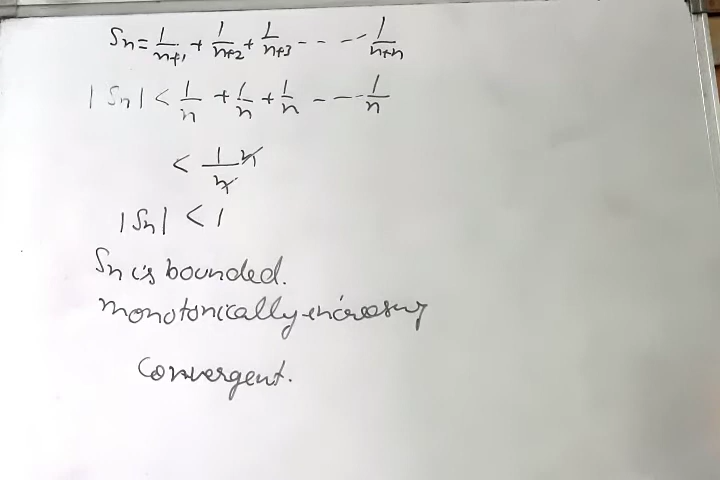 Sn = 1/n+1 + 1/n+2 + 1/n+3 - - - - 1/n+n
|Sn| < 1/n + 1/n + 1/n - - - 1/n
< 1/n n
|Sn| < 1
Sn is bounded.
monotonically increasing
Convergent.